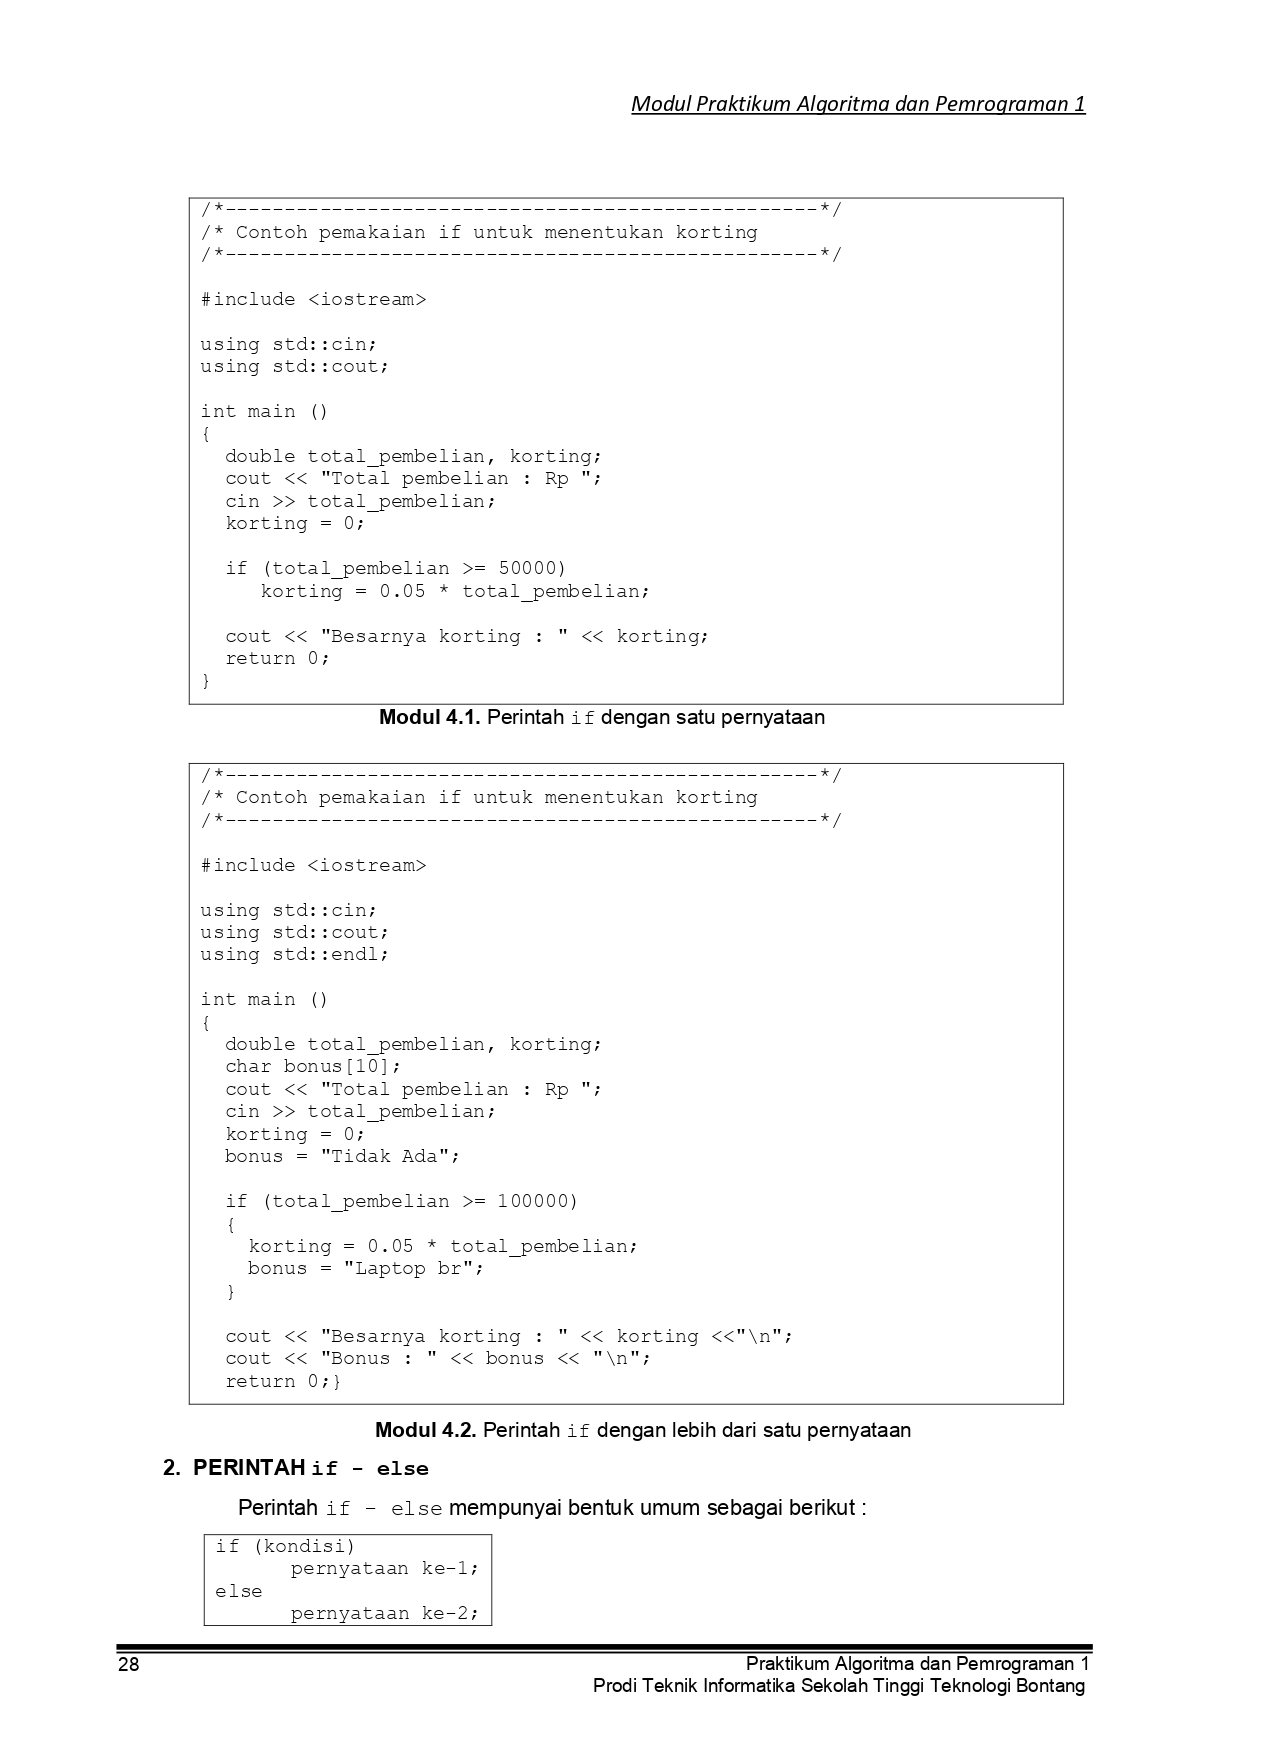 Modul Praktikum Algoritma dan Pemrograman 1
/*--------------------------------------------------*/
/* Contoh pemakaian if untuk menentukan korting
/*--------------------------------------------------*/
#include <iostream>
using std::cin;
using std::cout;
int main ()
{
double total_pembelian, korting;
cout << "Total pembelian : Rp ";
cin >> total_pembelian;
korting = 0;
if (total_pembelian >= 50000)
korting = 0.05 * total_pembelian;
cout << "Besarnya korting : " << korting;
return 0;
}
Modul 4.1. Perintah if dengan satu pernyataan
/*--------------------------------------------------*/
/* Contoh pemakaian if untuk menentukan korting
/*--------------------------------------------------*/
#include <iostream>
using std::cin;
using std::cout;
using std::endl;
int main ()
{
double total_pembelian, korting;
char bonus[10];
cout << "Total pembelian : Rp ";
cin >> total_pembelian;
korting = 0;
bonus = "Tidak Ada";
if (total_pembelian >= 100000)
{
korting = 0.05 * total_pembelian;
bonus = "Laptop br";
}
cout << "Besarnya korting : " << korting <<"\n";
cout << "Bonus : " << bonus << "\n";
return 0;}
Modul 4.2. Perintah if dengan lebih dari satu pernyataan
2. PERINTAH if – else
Perintah if – else mempunyai bentuk umum sebagai berikut :
if (kondisi)
pernyataan ke-1;
else
pernyataan ke-2;
28 Praktikum Algoritma dan Pemrograman 1
Prodi Teknik Informatika Sekolah Tinggi Teknologi Bontang